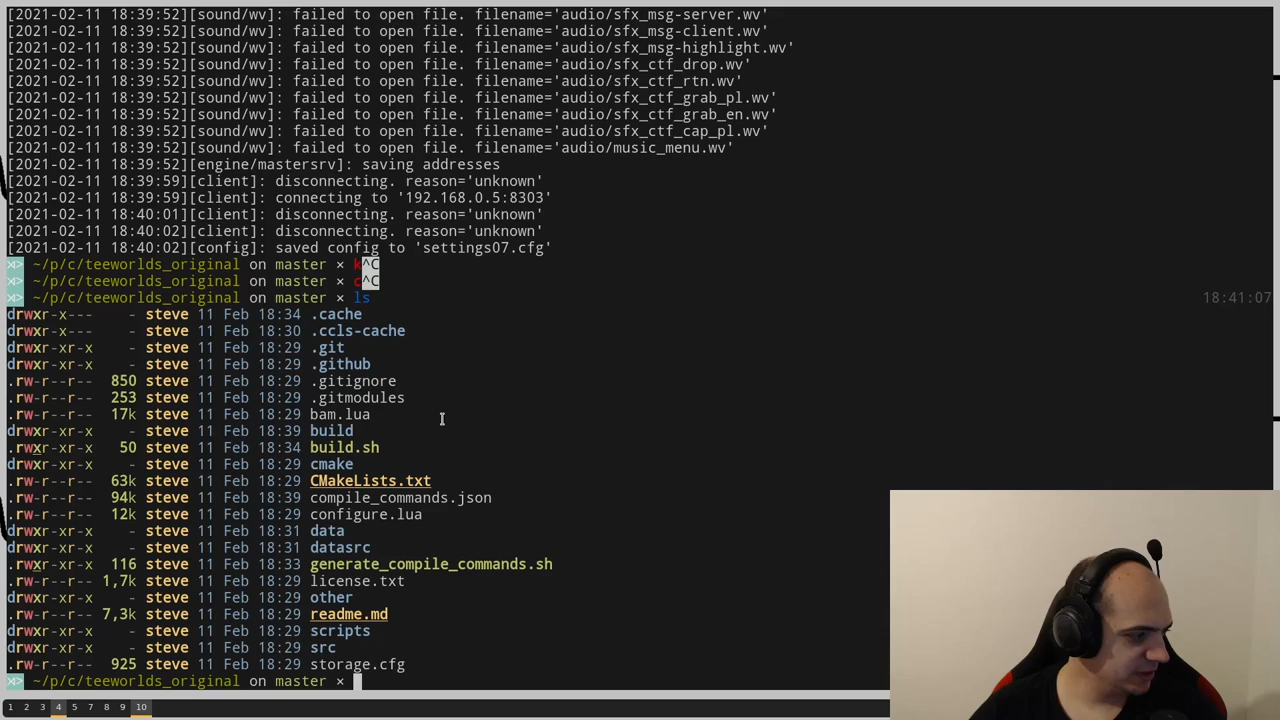 [2021-02-11 18:39:52][sound/wv]: failed to open file. filename='audio/sfx_msg-server.wv'
[2021-02-11 18:39:52][sound/wv]: failed to open file. filename='audio/sfx_msg-client.wv'
[2021-02-11 18:39:52][sound/wv]: failed to open file. filename='audio/sfx_msg-highlight.wv'
[2021-02-11 18:39:52][sound/wv]: failed to open file. filename='audio/sfx_ctf_drop.wv'
[2021-02-11 18:39:52][sound/wv]: failed to open file. filename='audio/sfx_ctf_rtn.wv'
[2021-02-11 18:39:52][sound/wv]: failed to open file. filename='audio/sfx_ctf_grab_pl.wv'
[2021-02-11 18:39:52][sound/wv]: failed to open file. filename='audio/sfx_ctf_grab_en.wv'
[2021-02-11 18:39:52][sound/wv]: failed to open file. filename='audio/sfx_ctf_cap_pl.wv'
[2021-02-11 18:39:52][sound/wv]: failed to open file. filename='audio/music_menu.wv'
[2021-02-11 18:39:52][engine/mastersrv]: saving addresses
[2021-02-11 18:39:59][client]: disconnecting. reason='unknown'
[2021-02-11 18:39:59][client]: connecting to '192.168.0.5:8303'
[2021-02-11 18:40:01][client]: disconnecting. reason='unknown'
[2021-02-11 18:40:02][client]: disconnecting. reason='unknown'
[2021-02-11 18:40:02][config]: saved config to 'settings07.cfg'
x> ~/p/c/teeworlds_original on master × k^C
x> ~/p/c/teeworlds_original on master × c^C
x> ~/p/c/teeworlds_original on master × ls 18:41:07
drwxr-x--- - steve 11 Feb 18:34 .cache
drwxr-xr-x - steve 11 Feb 18:30 .ccls-cache
drwxr-xr-x - steve 11 Feb 18:29 .git
drwxr-xr-x - steve 11 Feb 18:29 .github
.rw-r--r-- 850 steve 11 Feb 18:29 .gitignore
.rw-r--r-- 253 steve 11 Feb 18:29 .gitmodules
.rw-r--r-- 17k steve 11 Feb 18:29 bam.lua
drwxr-xr-x - steve 11 Feb 18:39 build
.rwxr-xr-x 50 steve 11 Feb 18:34 build.sh
drwxr-xr-x - steve 11 Feb 18:29 cmake
.rw-r--r-- 63k steve 11 Feb 18:29 CMakeLists.txt
.rw-r--r-- 94k steve 11 Feb 18:39 compile_commands.json
.rw-r--r-- 12k steve 11 Feb 18:29 configure.lua
drwxr-xr-x - steve 11 Feb 18:31 data
drwxr-xr-x - steve 11 Feb 18:31 datasrc
.rwxr-xr-x 116 steve 11 Feb 18:33 generate_compile_commands.sh
.rw-r--r-- 1,7k steve 11 Feb 18:29 license.txt
drwxr-xr-x - steve 11 Feb 18:29 other
.rw-r--r-- 7,3k steve 11 Feb 18:29 readme.md
drwxr-xr-x - steve 11 Feb 18:29 scripts
drwxr-xr-x - steve 11 Feb 18:29 src
.rw-r--r-- 925 steve 11 Feb 18:29 storage.cfg
x> ~/p/c/teeworlds_original on master ×
1 2 3 4 5 7 8 9 10